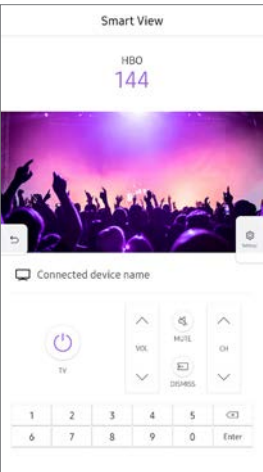 Smart View
HBO
144
Menu
Connected device name
VOL
MUTE
CH
TV
DISMISS
1 2 3 4 5
6 7 8 9 0 Enter